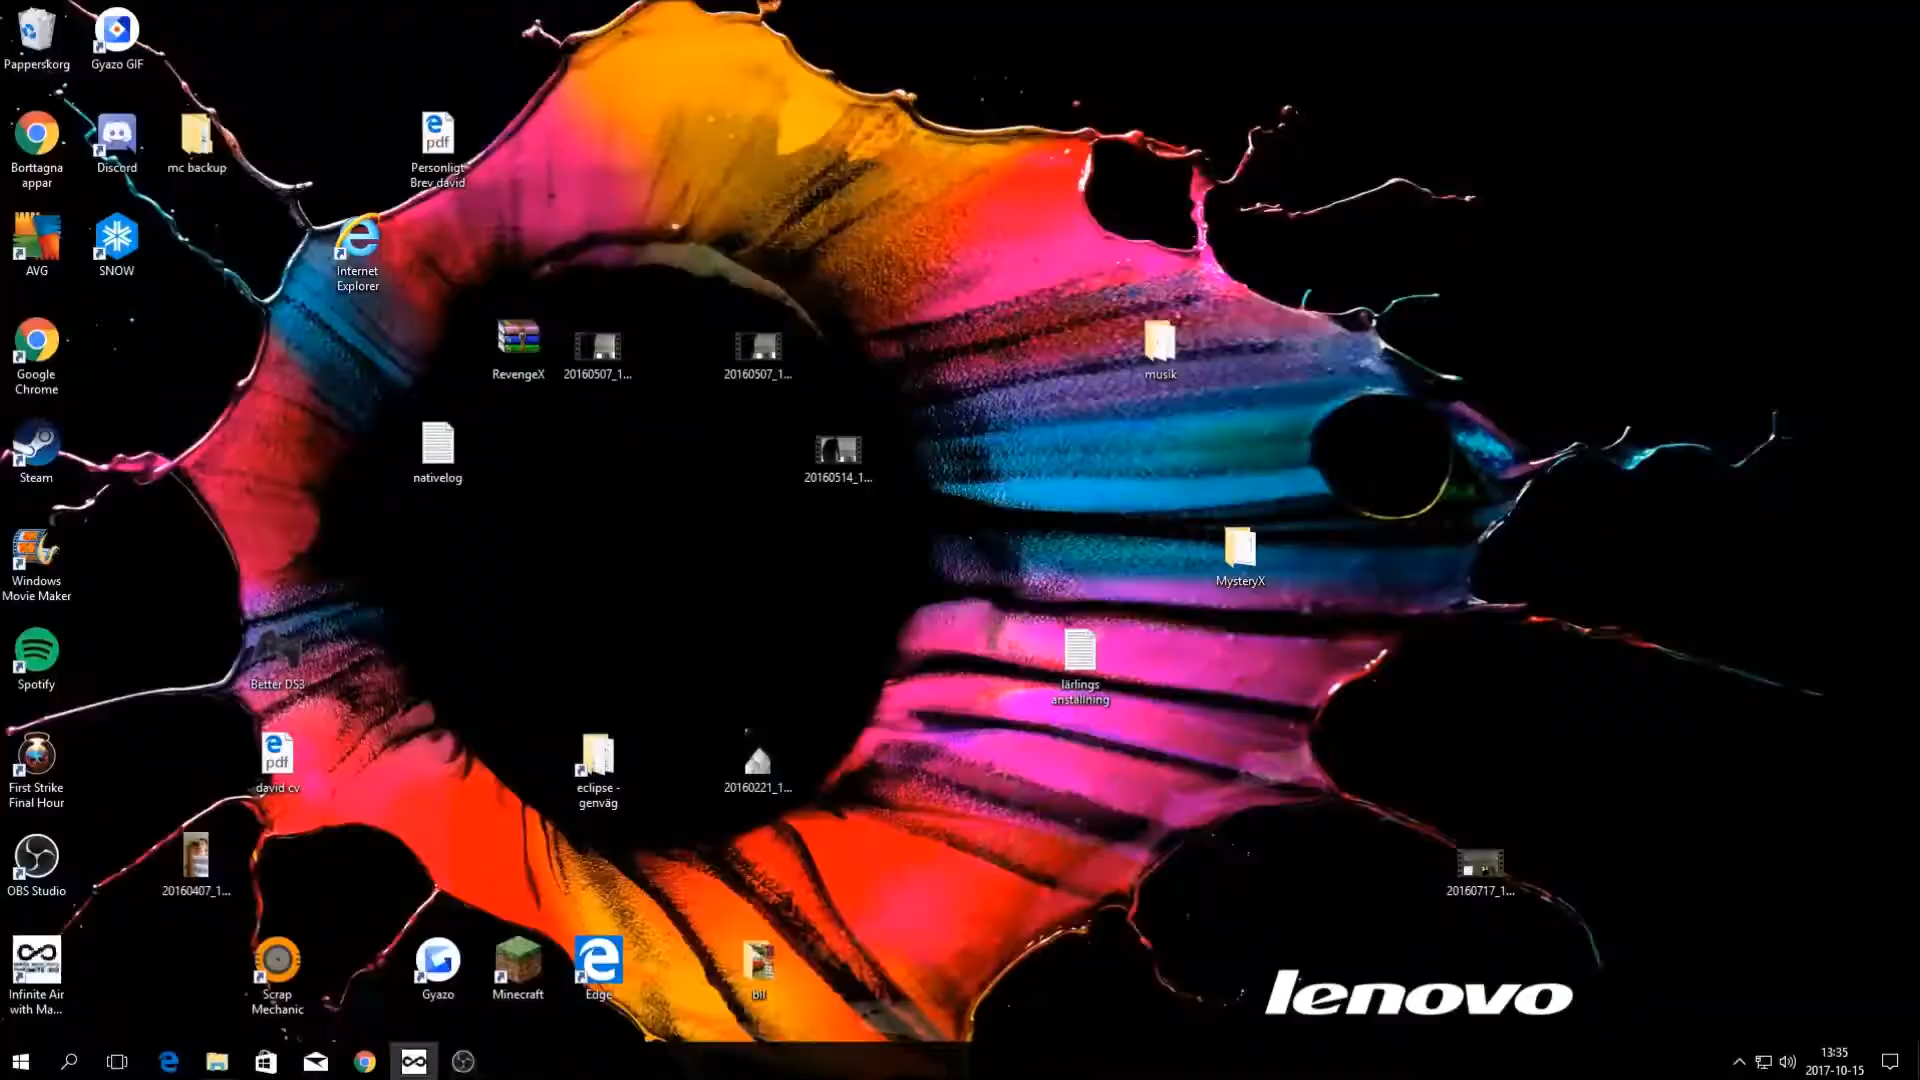 Papperskorg
Gyazo GIF
Borttagna
appar
Discord
mc backup
pdf
Personligt
Brev david
AVG
SNOW
Internet
Explorer
Google
Chrome
RevengeX
20160507_1...
20160507_1...
musik
Steam
nativelog
20160514_1...
Windows
Movie Maker
MysteryX
Spotify
Better DS3
lärlings
anställning
First Strike
Final Hour
pdf
david cv
eclipse -
genväg
20160221_1...
OBS Studio
20160407_1...
20160717_1...
Infinite Air
with Ma...
Scrap
Mechanic
Gyazo
Minecraft
Edge
bil
lenovo
13:35
2017-10-15